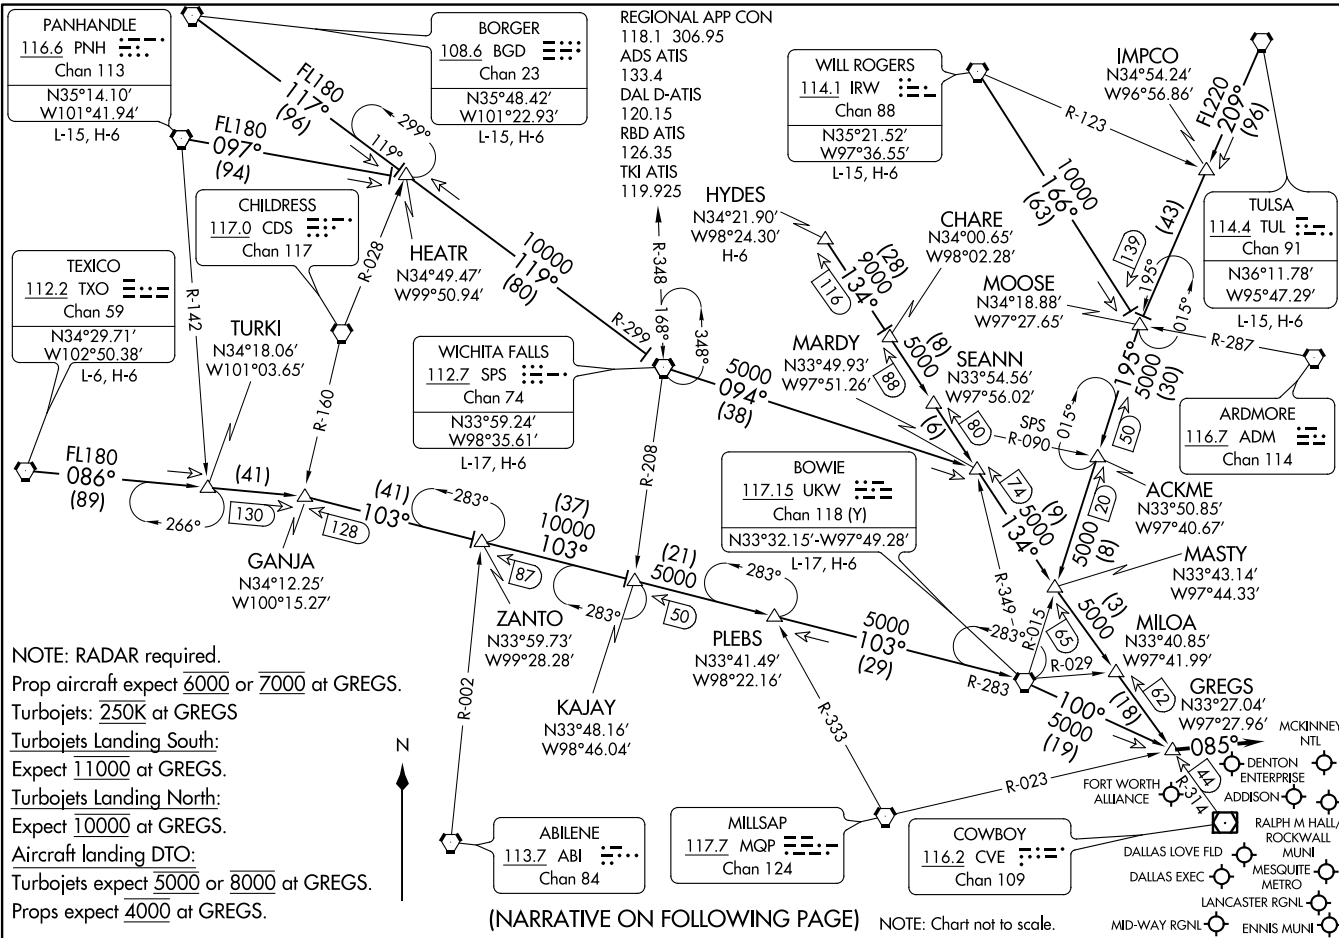 PANHANDLE
116.6 PNH
Chan 113
N35°14.10'
W101°41.94'
L-15, H-6
BORGER
108.6 BGD
Chan 23
N35°48.42'
W101°22.93'
L-15, H-6
REGIONAL APP CON
118.1 306.95
ADS ATIS
133.4
DAL D-ATIS
120.15
RBD ATIS
126.35
TKI ATIS
119.925
WILL ROGERS
114.1 IRW
Chan 88
N35°21.52'
W97°36.55'
L-15, H-6
IMPCO
N34°54.24'
W96°56.86'
TULSA
114.4 TUL
Chan 91
N36°11.78'
W95°47.29'
L-15, H-6
FL180
117°
(96)
FL180
097°
(94)
299°
119°
R-123
FL220
209°
(96)
10000
166°
(63)
(43)
139
195°
015°
R-287
CHILDRESS
117.0 CDS
Chan 117
R-028
R-142
R-160
HEATR
N34°49.47'
W99°50.94'
10000
119°
(80)
R-299
R-348
168°
348°
HYDES
N34°21.90'
W98°24.30'
H-6
(28)
9000
134°
116
CHARE
N34°00.65'
W98°02.28'
MOOSE
N34°18.88'
W97°27.65'
TEXICO
112.2 TXO
Chan 59
N34°29.71'
W102°50.38'
L-6, H-6
TURKI
N34°18.06'
W101°03.65'
WICHITA FALLS
112.7 SPS
Chan 74
N33°59.24'
W98°35.61'
L-17, H-6
5000
094°
(38)
MARDY
N33°49.93'
W97°51.26'
(8)
5000
88
SEANN
N33°54.56'
W97°56.02'
(6)
80
SPS
R-090
015°
195°
5000
(30)
50
ARDMORE
116.7 ADM
Chan 114
ACKME
N33°50.85'
W97°40.67'
20
5000
(8)
FL180
086°
(89)
266°
(41)
130
128
GANJA
N34°12.25'
W100°15.27'
(41)
103°
283°
87
ZANTO
N33°59.73'
W99°28.28'
(37)
10000
103°
283°
R-208
KAJAY
N33°48.16'
W98°46.04'
(21)
5000
50
283°
PLEBS
N33°41.49'
W98°22.16'
BOWIE
117.15 UKW
Chan 118 (Y)
N33°32.15'-W97°49.28'
L-17, H-6
74
(9)
5000
134°
R-349
R-015
MASTY
N33°43.14'
W97°44.33'
(3)
5000
65
MILOA
N33°40.85'
W97°41.99'
R-029
62
(18)
5000
103°
(29)
283°
R-283
100°
5000
(19)
GREGS
N33°27.04'
W97°27.96'
085°
44
R-314
R-002
R-333
R-023
NOTE: RADAR required.
Prop aircraft expect 6000 or 7000 at GREGS.
Turbojets: 250K at GREGS
Turbojets Landing South:
Expect 11000 at GREGS.
Turbojets Landing North:
Expect 10000 at GREGS.
Aircraft landing DTO:
Turbojets expect 5000 or 8000 at GREGS.
Props expect 4000 at GREGS.
N
ABILENE
113.7 ABI
Chan 84
MILLSAP
117.7 MQP
Chan 124
COWBOY
116.2 CVE
Chan 109
MCKINNEY
NTL
DENTON
ENTERPRISE
FORT WORTH
ALLIANCE
ADDISON
RALPH M HALL/
ROCKWALL
MUNI
DALLAS LOVE FLD
MESQUITE
METRO
DALLAS EXEC
LANCASTER RGNL
MID-WAY RGNL
ENNIS MUNI
(NARRATIVE ON FOLLOWING PAGE)
NOTE: Chart not to scale.